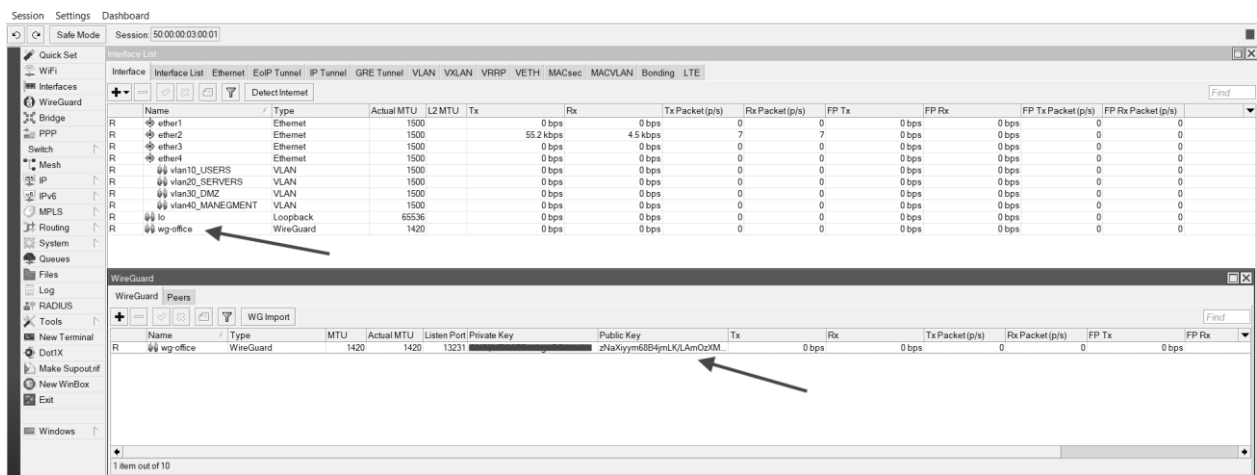 Session Settings Dashboard
Safe Mode Session: 50:00:00:03:00:01
Quick Set
WiFi
Interfaces
WireGuard
Bridge
PPP
Switch
Mesh
IP
IPv6
MPLS
Routing
System
Queues
Files
Log
RADIUS
Tools
New Terminal
Dot1X
Make Supout.rif
New WinBox
Exit
Windows
Interface List
Interface Interface List Ethernet EoIP Tunnel IP Tunnel GRE Tunnel VLAN VXLAN VRRP VETH MACsec MACVLAN Bonding LTE
Detect Internet Find
Name / Type Actual MTU L2 MTU Tx Rx Tx Packet (p/s) Rx Packet (p/s) FP Tx FP Rx FP Tx Packet (p/s) FP Rx Packet (p/s)
R ether1 Ethernet 1500 0 bps 0 bps 0 0 0 bps 0 bps 0 0
R ether2 Ethernet 1500 55.2 kbps 4.5 kbps 7 7 0 bps 0 bps 0 0
R ether3 Ethernet 1500 0 bps 0 bps 0 0 0 bps 0 bps 0 0
R ether4 Ethernet 1500 0 bps 0 bps 0 0 0 bps 0 bps 0 0
R vlan10_USERS VLAN 1500 0 bps 0 bps 0 0 0 bps 0 bps 0 0
R vlan20_SERVERS VLAN 1500 0 bps 0 bps 0 0 0 bps 0 bps 0 0
R vlan30_DMZ VLAN 1500 0 bps 0 bps 0 0 0 bps 0 bps 0 0
R vlan40_MANEGMENT VLAN 1500 0 bps 0 bps 0 0 0 bps 0 bps 0 0
R lo Loopback 65536 0 bps 0 bps 0 0 0 bps 0 bps 0 0
R wg-office WireGuard 1420 0 bps 0 bps 0 0 0 bps 0 bps 0 0
WireGuard
WireGuard Peers
WG Import Find
Name / Type MTU Actual MTU Listen Port Private Key Public Key Tx Rx Tx Packet (p/s) Rx Packet (p/s) FP Tx FP Rx
R wg-office WireGuard 1420 1420 13231 zNaXiyym68B4jmLK/LAmOzXM... 0 bps 0 bps 0 0 0 bps
1 item out of 10